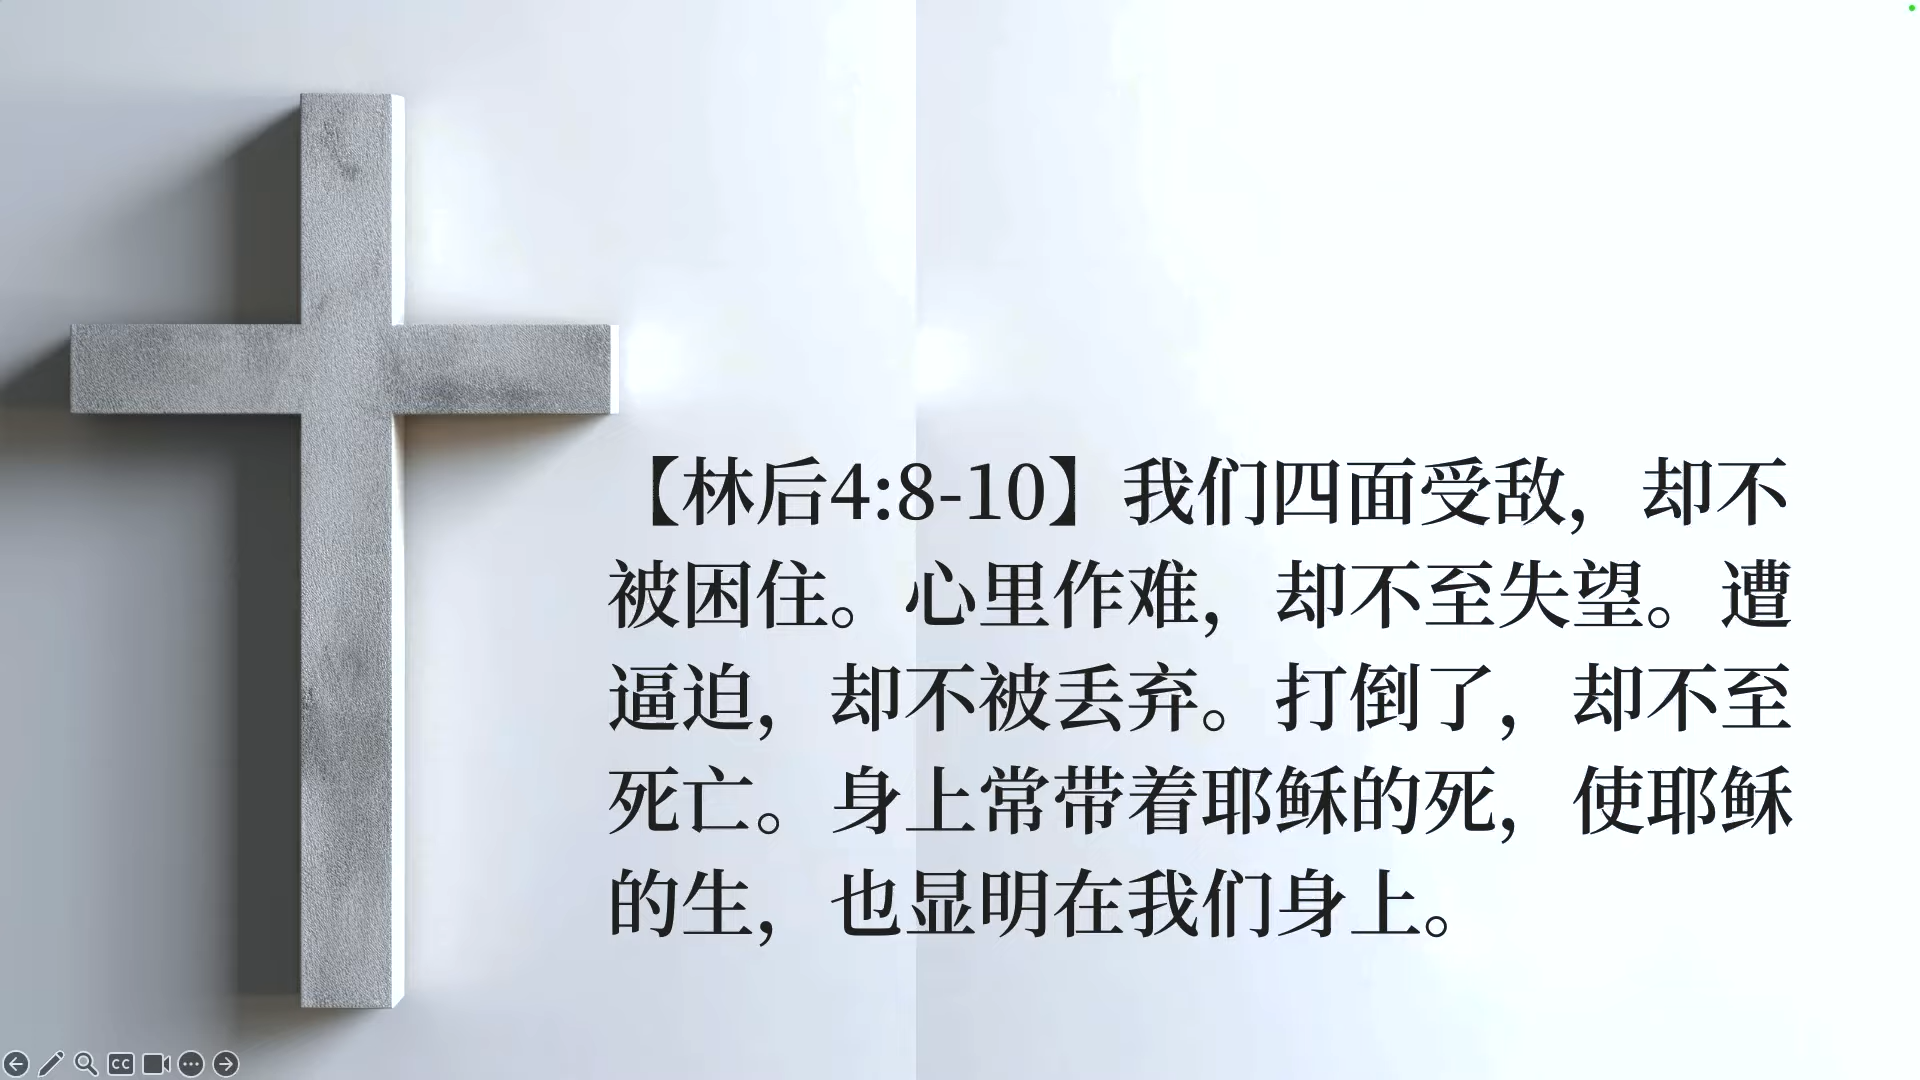 【林后4:8-10】我们四面受敌，却不
被困住。心里作难，却不至失望。遭
逼迫，却不被丢弃。打倒了，却不至
死亡。身上常带着耶稣的死，使耶稣
的生，也显明在我们身上。
CC